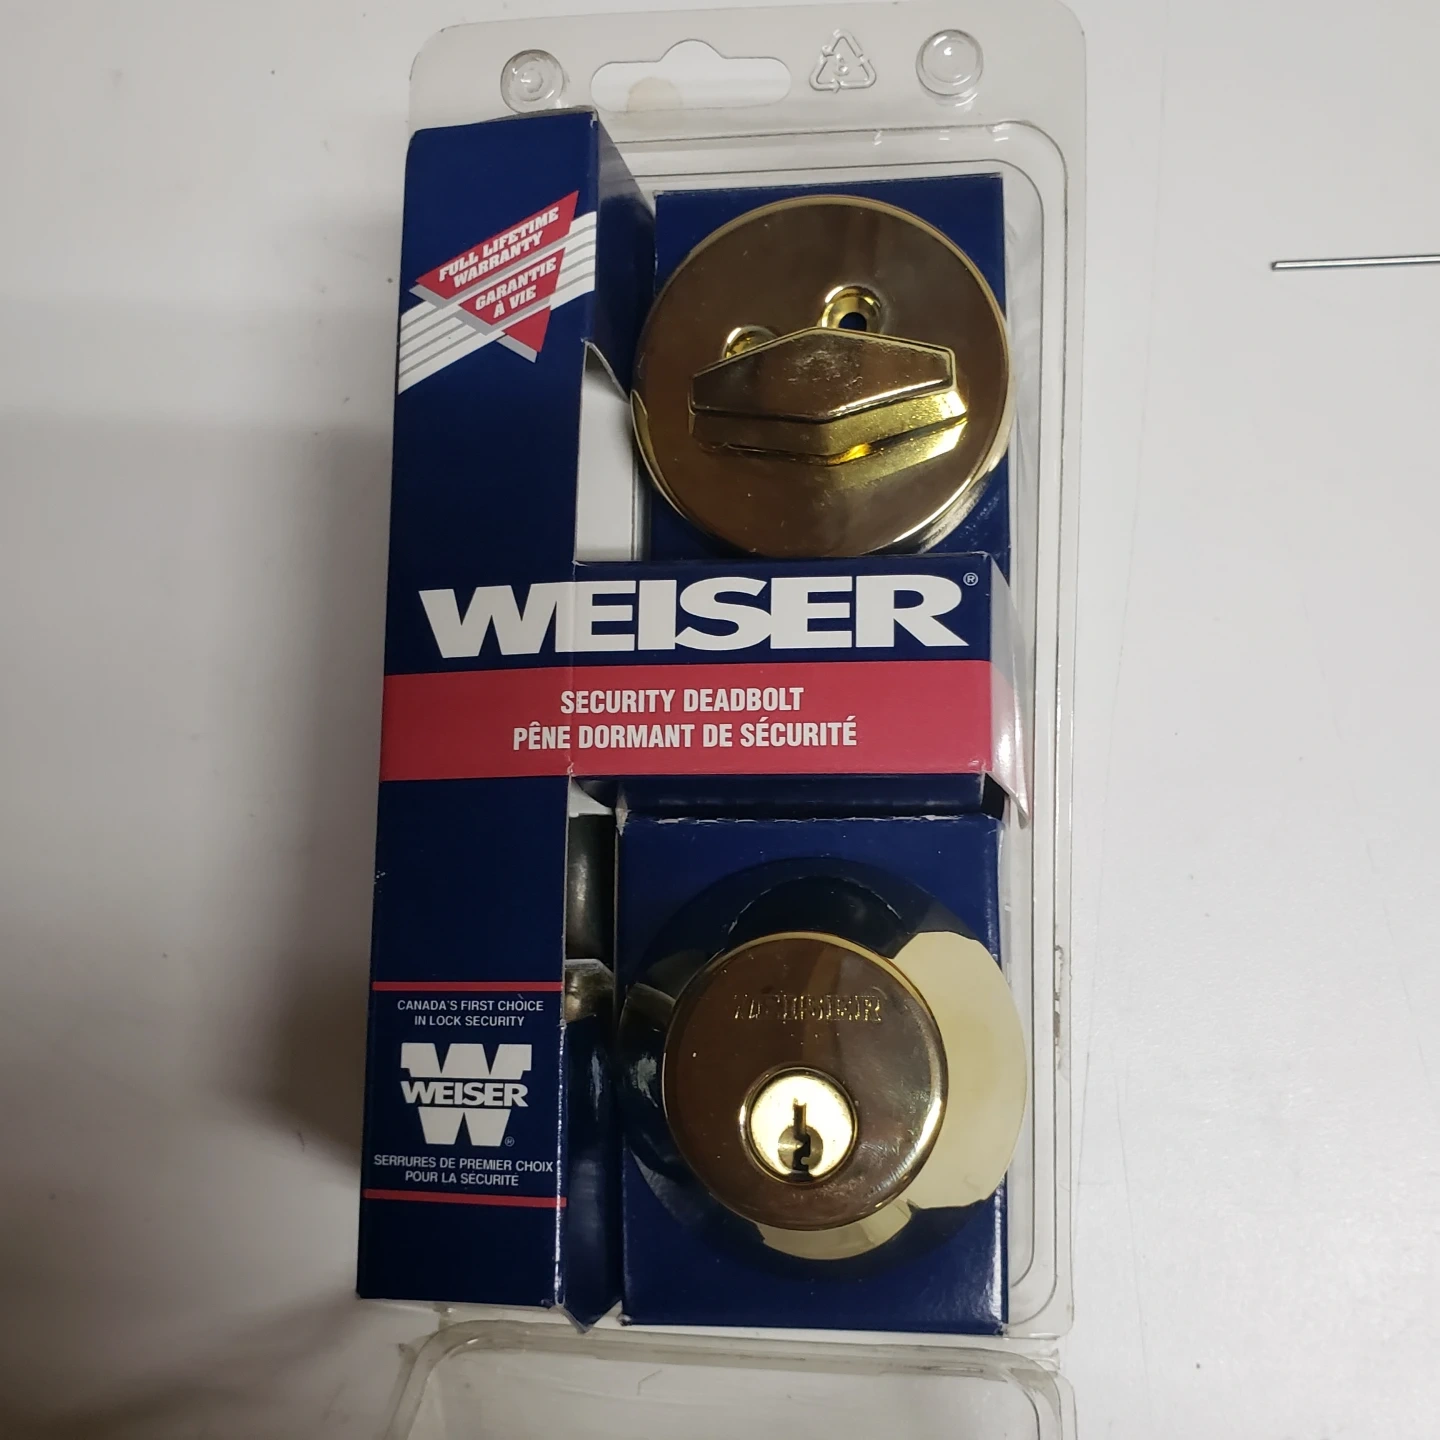 FULL LIFETIME
WARRANTY
GARANTIE
À VIE
WEISER®
SECURITY DEADBOLT
PÊNE DORMANT DE SÉCURITÉ
WEISER
CANADA'S FIRST CHOICE
IN LOCK SECURITY
WEISER
®
SERRURES DE PREMIER CHOIX
POUR LA SÉCURITÉ